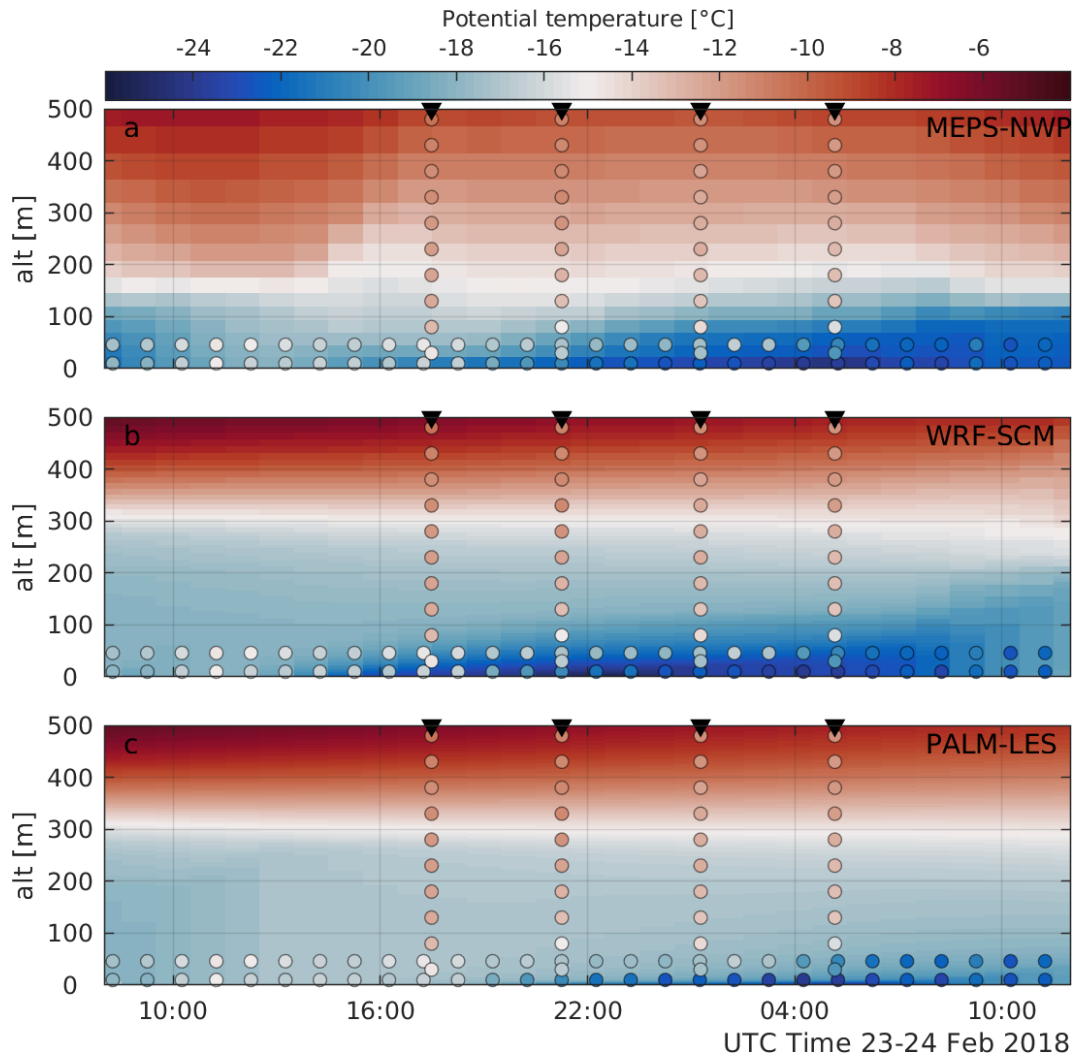 Potential temperature [°C]
-24 -22 -20 -18 -16 -14 -12 -10 -8 -6
500
a
MEPS-NWP
400
300
alt [m]
200
100
0
500
b
WRF-SCM
400
300
alt [m]
200
100
0
500
c
PALM-LES
400
300
alt [m]
200
100
0
10:00 16:00 22:00 04:00 10:00
UTC Time 23-24 Feb 2018